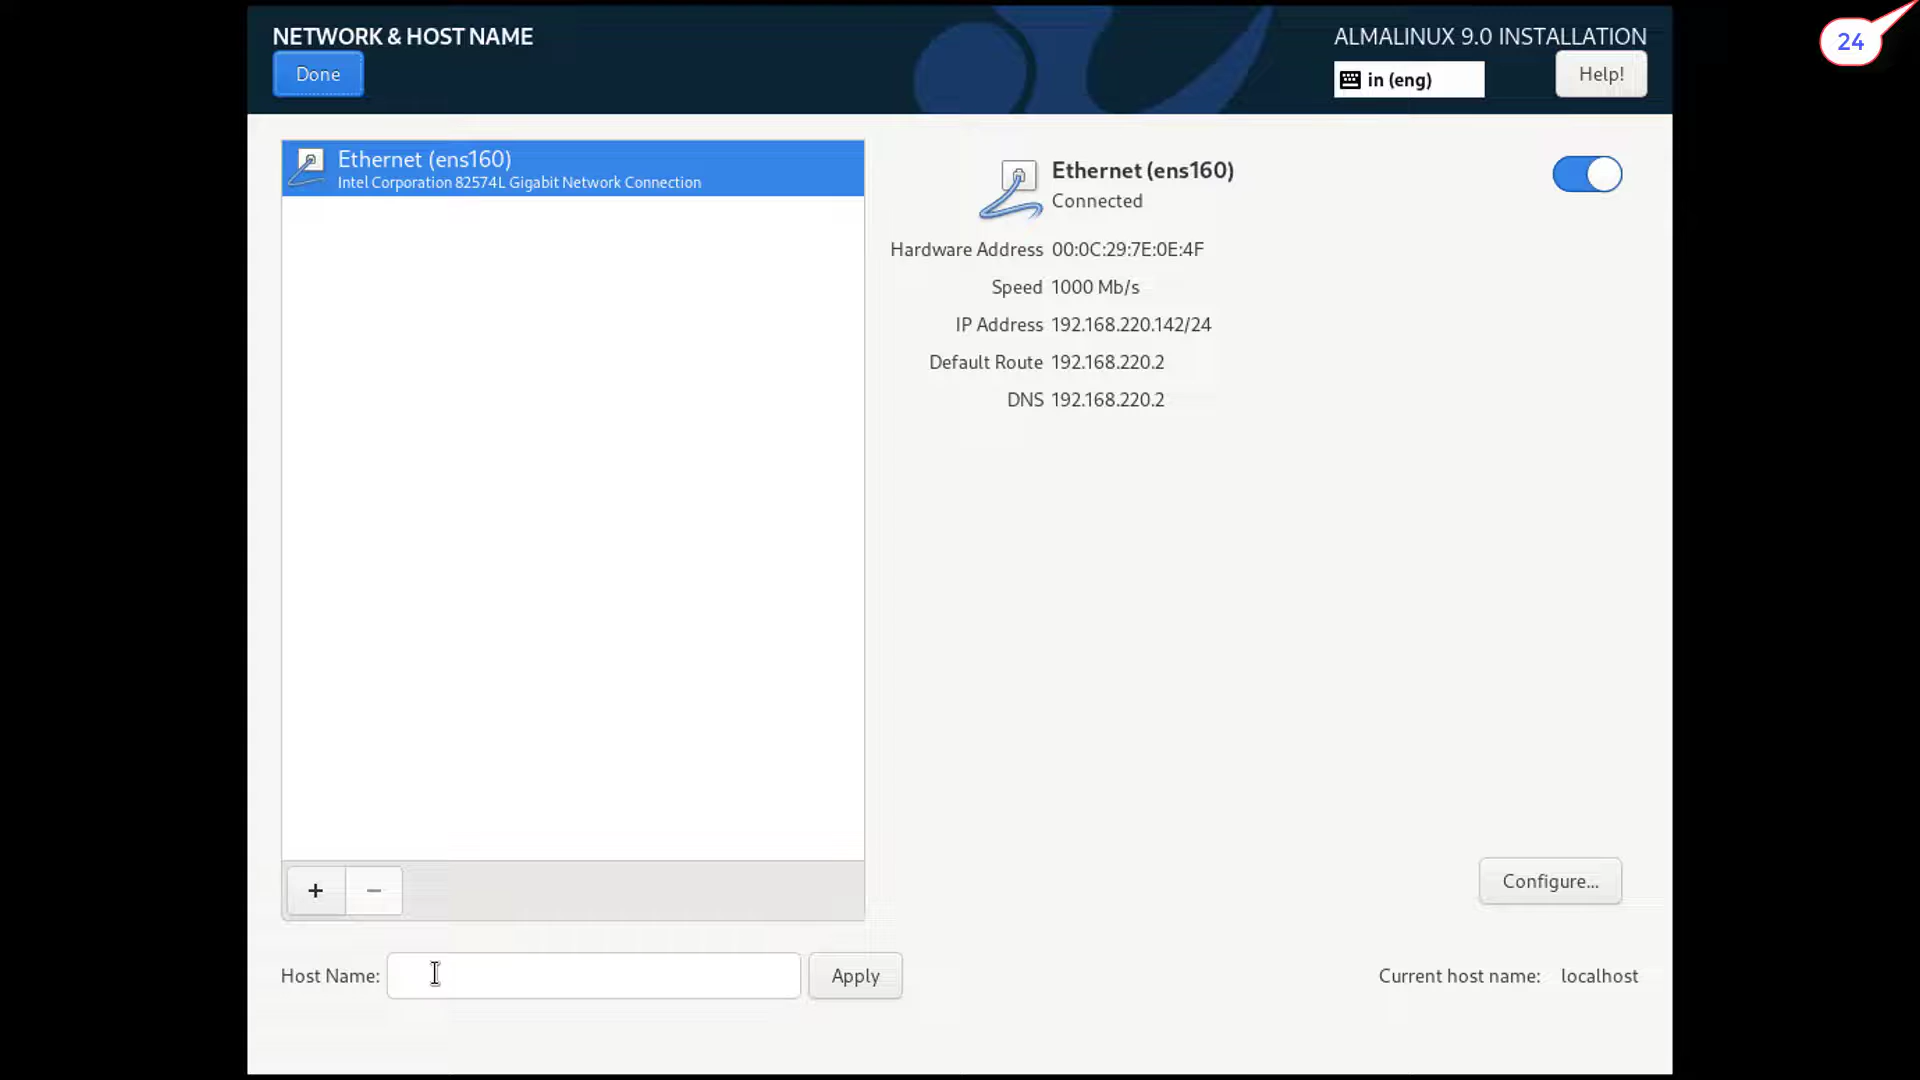 NETWORK & HOST NAME
Done
ALMALINUX 9.0 INSTALLATION
in (eng)
Help!
24
Ethernet (ens160)
Intel Corporation 82574L Gigabit Network Connection
Ethernet (ens160)
Connected
Hardware Address 00:0C:29:7E:0E:4F
Speed 1000 Mb/s
IP Address 192.168.220.142/24
Default Route 192.168.220.2
DNS 192.168.220.2
+ −
Configure...
Host Name:
Apply
Current host name: localhost